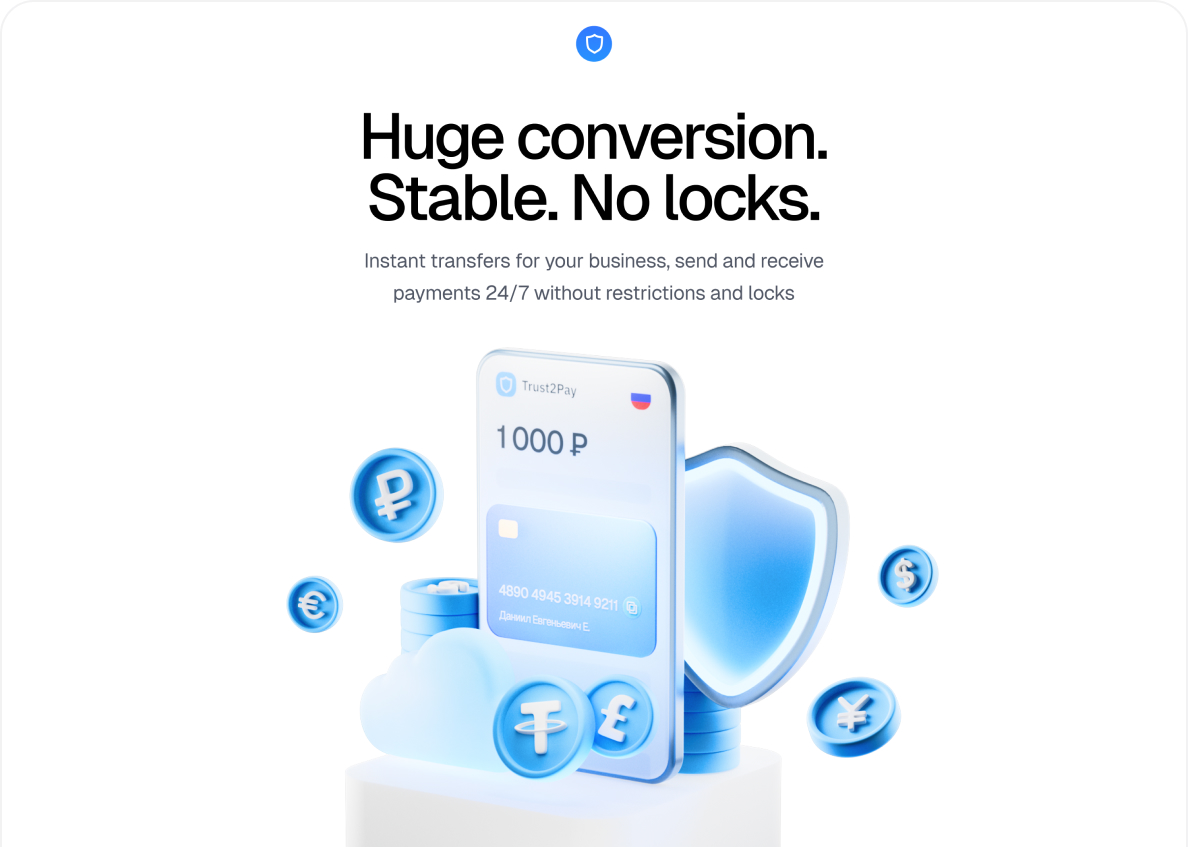 Huge conversion.
Stable. No locks.
Instant transfers for your business, send and receive
payments 24/7 without restrictions and locks
Trust2Pay
1 000 ₽
4890 4945 3914 9211
Даниил Евгеньевич Е.
₽
€
$
₮
£
¥